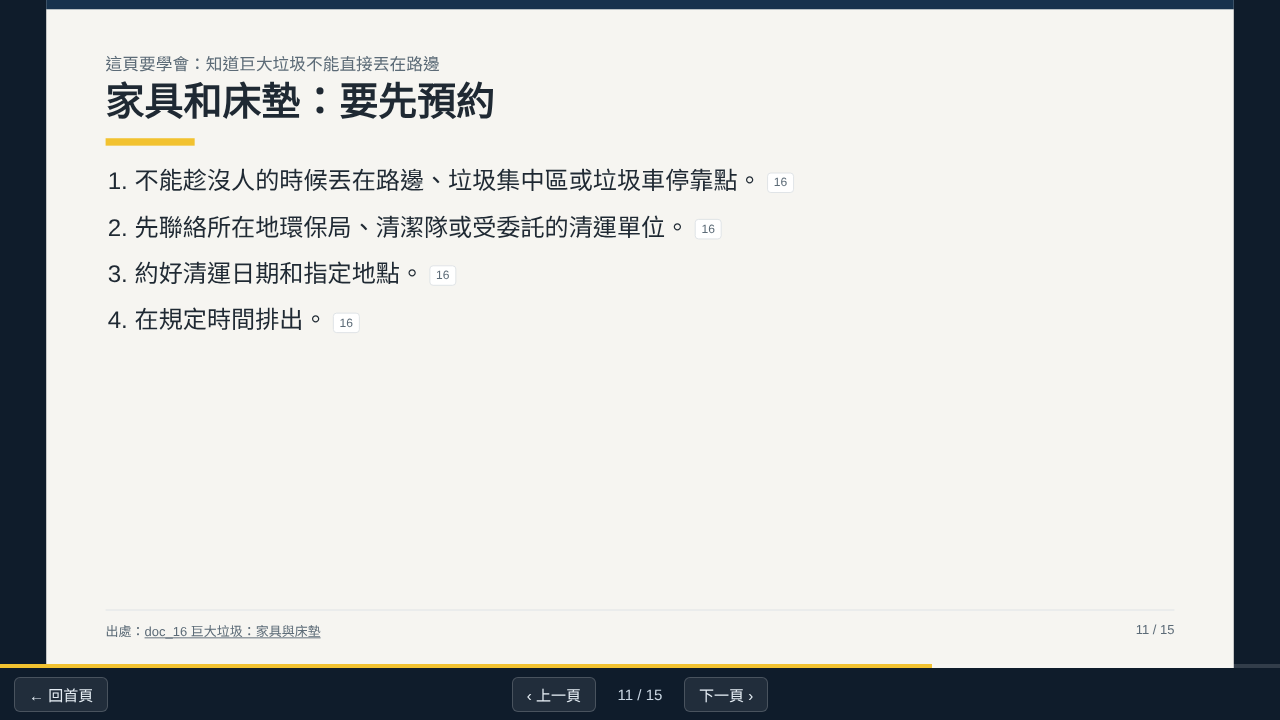 這頁要學會：知道巨大垃圾不能直接丟在路邊
家具和床墊：要先預約
1. 不能趁沒人的時候丟在路邊、垃圾集中區或垃圾車停靠點。 16
2. 先聯絡所在地環保局、清潔隊或受委託的清運單位。 16
3. 約好清運日期和指定地點。 16
4. 在規定時間排出。 16
出處：doc_16 巨大垃圾：家具與床墊
11 / 15
← 回首頁
‹ 上一頁
11 / 15
下一頁 ›